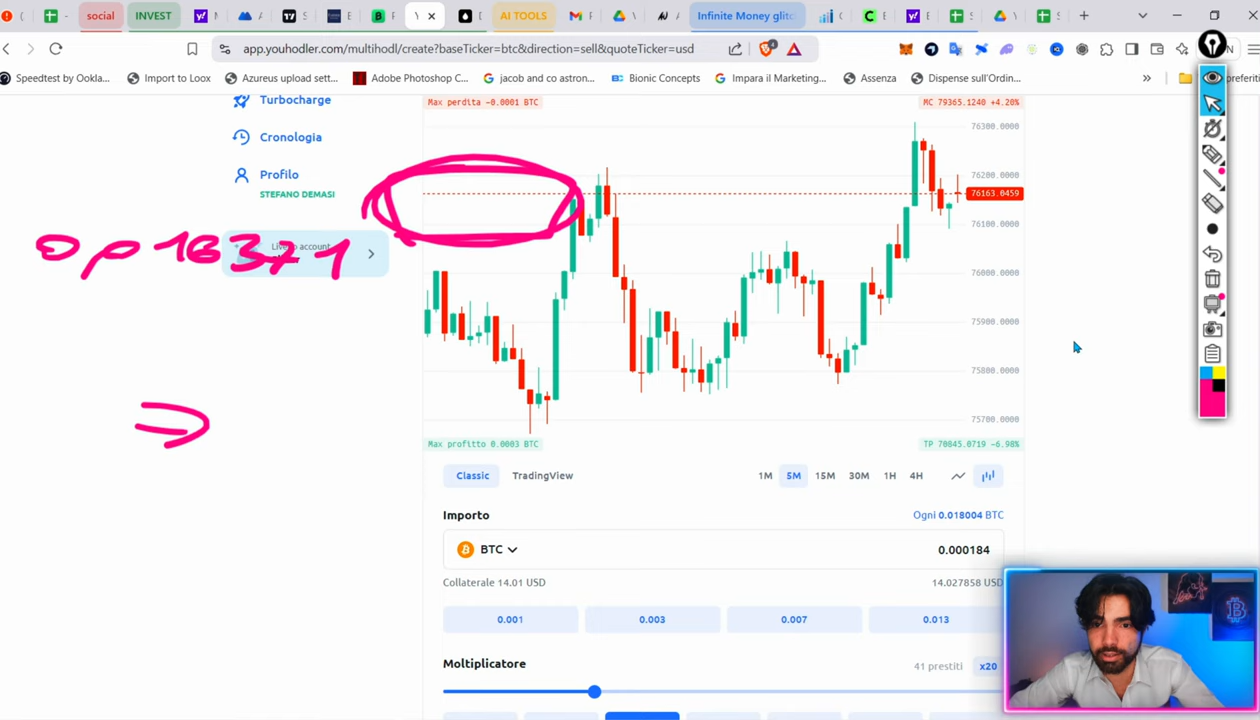 social
INVEST
AI TOOLS
Infinite Money glitc
app.youhodler.com/multihodl/create?baseTicker=btc&direction=sell&quoteTicker=usd
Speedtest by Ookla...
Import to Loox
Azureus upload sett...
Adobe Photoshop C...
jacob and co astron...
Bionic Concepts
Impara il Marketing...
Assenza
Dispense sull'Ordin...
»
preferiti
Turbocharge
Cronologia
Profilo
STEFANO DEMASI
Max perdita −0.0001 BTC
MC 79365.1240 +4.20%
76300.0000
76200.0000
76163.0459
76100.0000
76000.0000
75900.0000
75800.0000
75700.0000
Max profitto 0.0003 BTC
TP 70845.0719 −6.98%
Classic
TradingView
1M
5M
15M
30M
1H
4H
Importo
Ogni 0.018004 BTC
BTC
0.000184
Collaterale 14.01 USD
14.027858 USD
0.001
0.003
0.007
0.013
Moltiplicatore
41 prestiti
x20